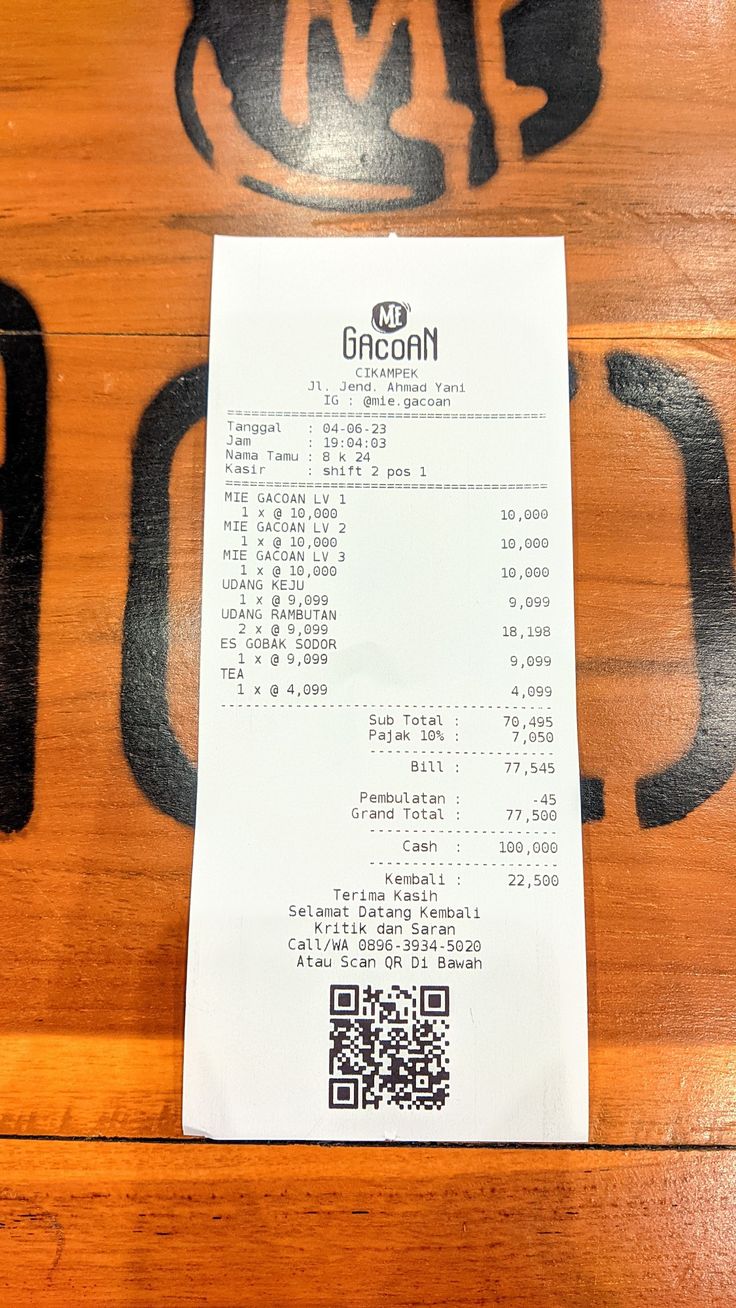 ME
ME
GACOAN
CIKAMPEK
Jl. Jend. Ahmad Yani
IG : @mie.gacoan
Tanggal : 04-06-23
Jam : 19:04:03
Nama Tamu : 8 k 24
Kasir : shift 2 pos 1
MIE GACOAN LV 1
1 x @ 10,000 10,000
MIE GACOAN LV 2
1 x @ 10,000 10,000
MIE GACOAN LV 3
1 x @ 10,000 10,000
UDANG KEJU
1 x @ 9,099 9,099
UDANG RAMBUTAN
2 x @ 9,099 18,198
ES GOBAK SODOR
1 x @ 9,099 9,099
TEA
1 x @ 4,099 4,099
Sub Total : 70,495
Pajak 10% : 7,050
Bill : 77,545
Pembulatan : -45
Grand Total : 77,500
Cash : 100,000
Kembali : 22,500
Terima Kasih
Selamat Datang Kembali
Kritik dan Saran
Call/WA 0896-3934-5020
Atau Scan QR Di Bawah